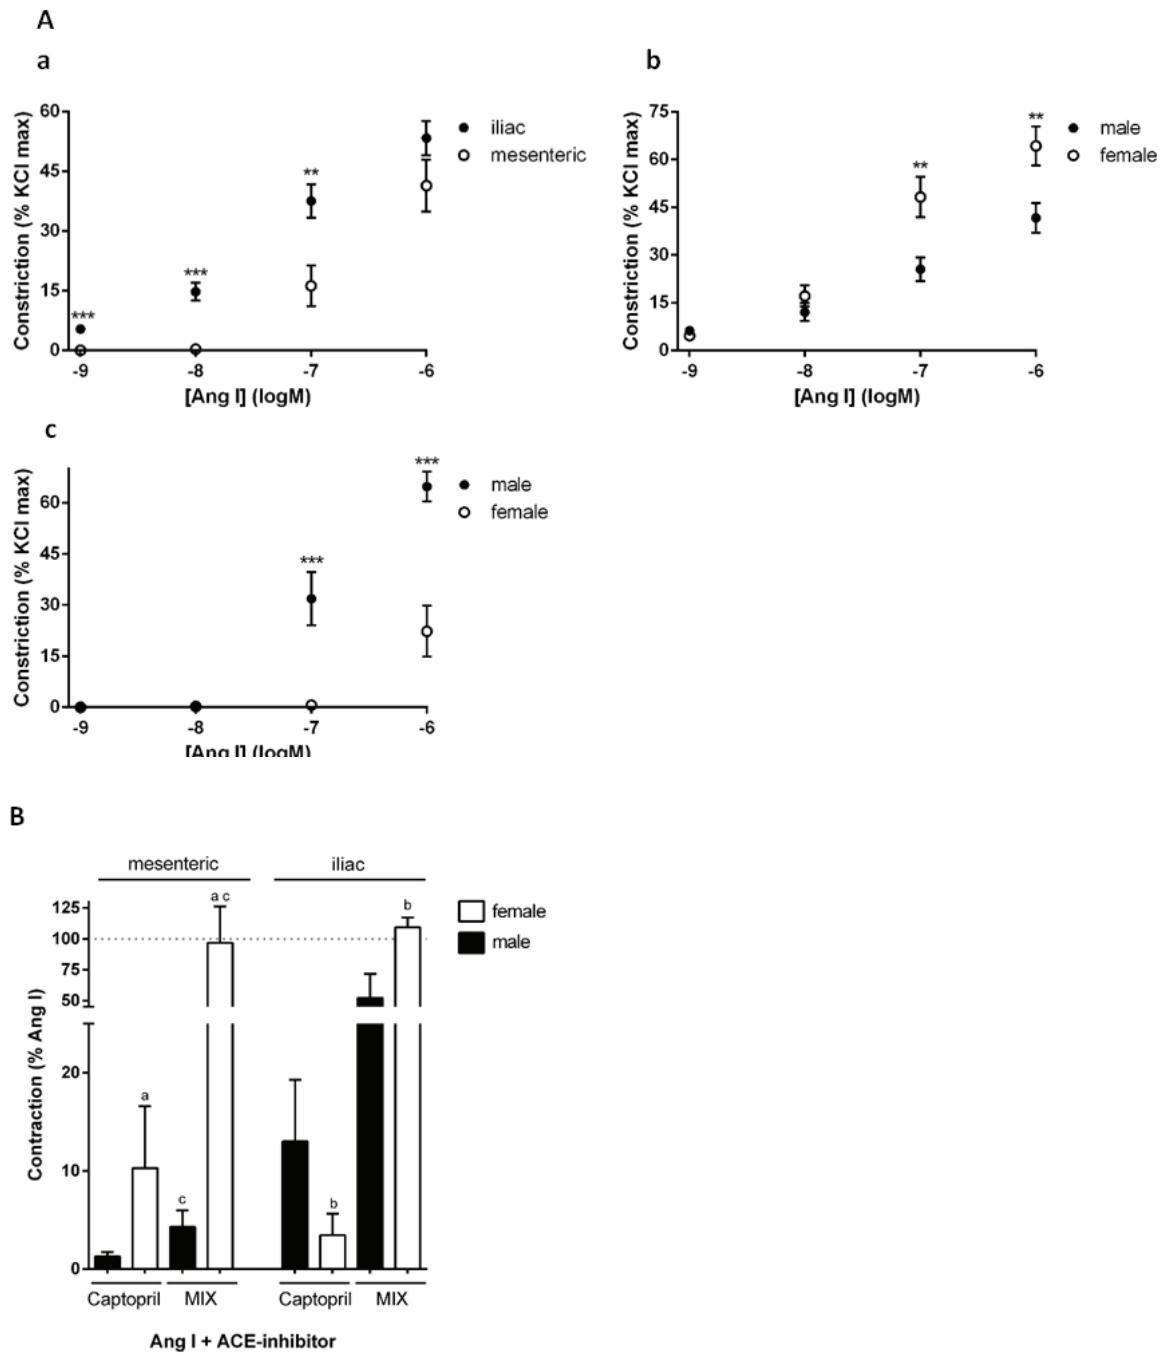 A
a
60
45
30
15
0
Constriction (% KCl max)
***
***
**
-9 -8 -7 -6
[Ang I] (logM)
iliac
mesenteric
b
75
60
45
30
15
0
Constriction (% KCl max)
**
**
-9 -8 -7 -6
[Ang I] (logM)
male
female
c
60
45
30
15
0
Constriction (% KCl max)
***
***
-9 -8 -7 -6
[Ang I] (logM)
male
female
B
mesenteric iliac
125
100
75
50
20
10
0
Contraction (% Ang I)
a
c
a c
b
b
female
male
Captopril MIX Captopril MIX
Ang I + ACE-inhibitor